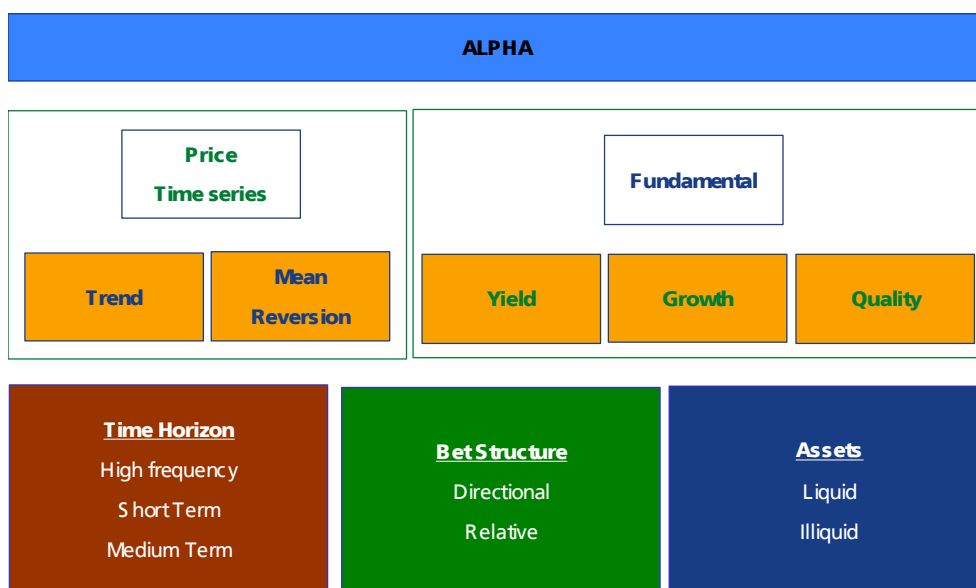 ALPHA
Price
Time series
Fundamental
Trend
Mean
Reversion
Yield
Growth
Quality
Time Horizon
High frequency
Short Term
Medium Term
Bet Structure
Directional
Relative
Assets
Liquid
Illiquid